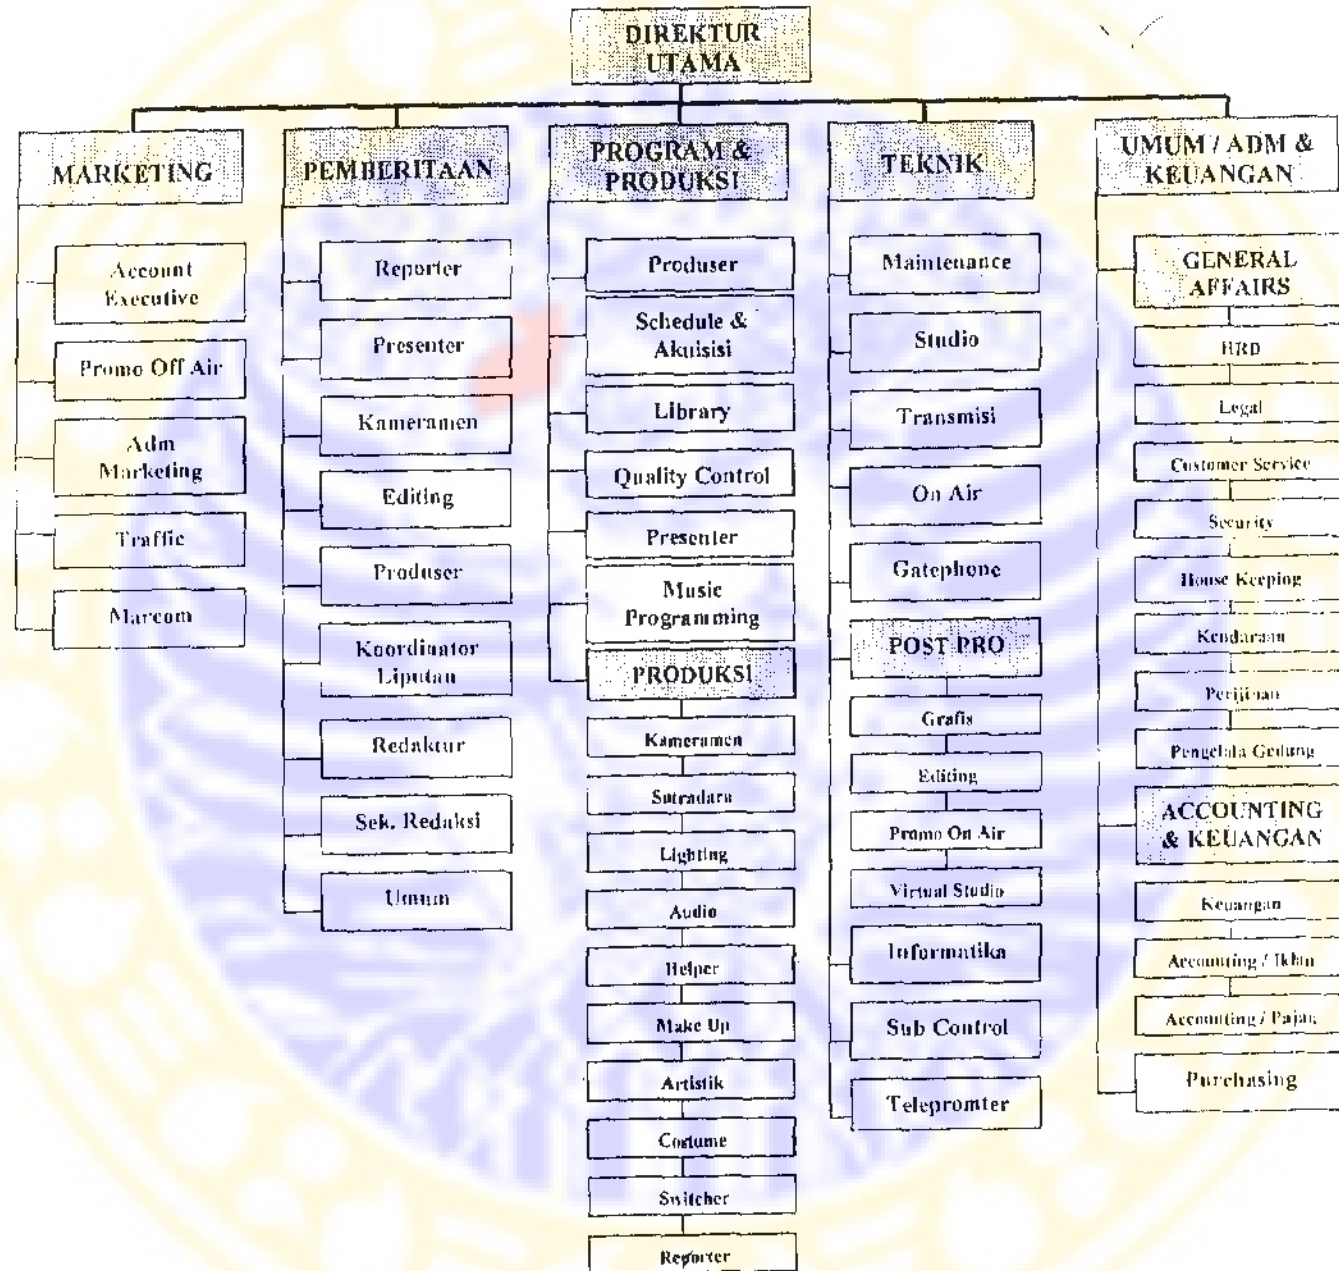 DIREKTUR
UTAMA
MARKETING
Account
Executive
Promo Off Air
Adm
Marketing
Traffic
Marcom
PEMBERITAAN
Reporter
Presenter
Kameramen
Editing
Produser
Koordinator
Liputan
Redaktur
Sek. Redaksi
Umum
PROGRAM &
PRODUKSI
Produser
Schedule &
Akuisisi
Library
Quality Control
Presenter
Music
Programming
PRODUKSI
Kameramen
Sutradara
Lighting
Audio
Helper
Make Up
Artistik
Costume
Switcher
Reporter
TEKNIK
Maintenance
Studio
Transmisi
On Air
Gatephone
POST PRO
Grafis
Editing
Promo On Air
Virtual Studio
Informatika
Sub Control
Telepromter
UMUM / ADM &
KEUANGAN
GENERAL
AFFAIRS
HRD
Legal
Customer Service
Security
House Keeping
Kendaraan
Perijinan
Pengelola Gedung
ACCOUNTING
& KEUANGAN
Keuangan
Accounting / Iklan
Accounting / Pajak
Purchasing